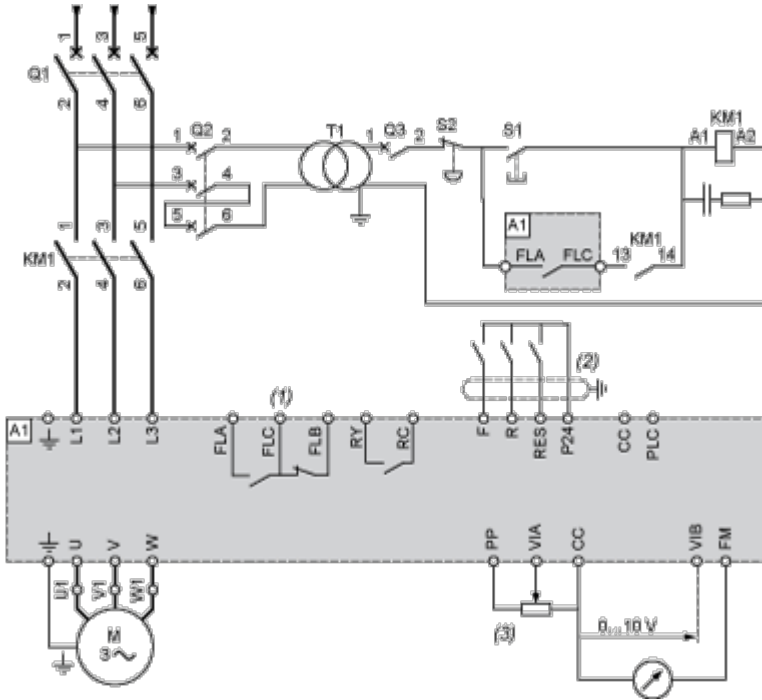 1 3 5
Q1
2 4 6
1 Q2 2
3 4
5 6
T1
1 Q3 2
S2
S1
KM1
A1 A2
A1
FLA FLC
KM1
13 14
1 3 5
KM1
2 4 6
(1)
(2)
A1
L1 L2 L3
FLA FLC FLB RY RC
F R RES P24 CC PLC
U V W
PP VIA CC VIB FM
U1 V1 W1
M
3
(3)
0 ... 10 V